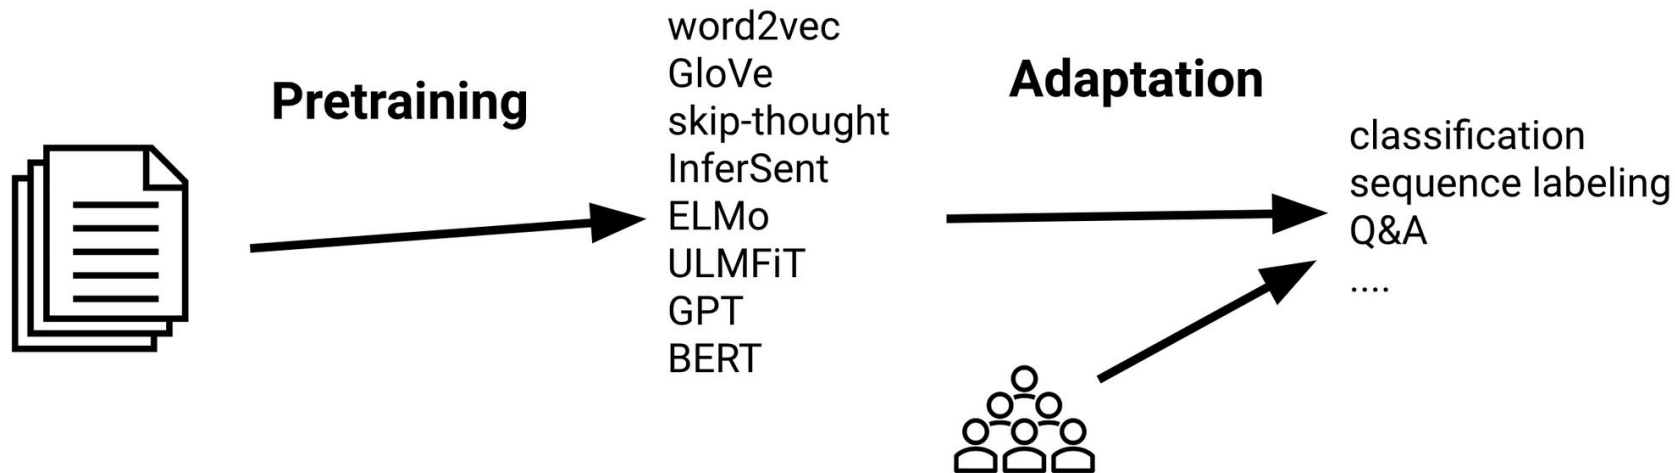 Pretraining
word2vec
GloVe
skip-thought
InferSent
ELMo
ULMFiT
GPT
BERT
Adaptation
classification
sequence labeling
Q&A
....